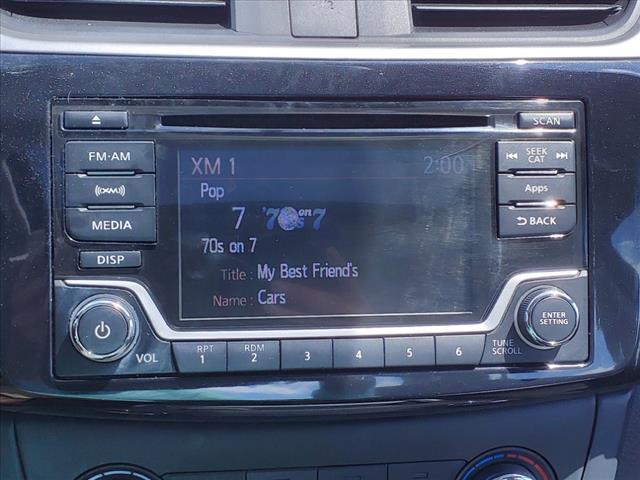 SCAN
FM·AM
XM 1
2:00
SEEK
CAT
Pop
((XM))
7
'70s on 7
Apps
MEDIA
70s on 7
BACK
DISP
Title : My Best Friend's
Name : Cars
ENTER
SETTING
VOL
RPT
1
RDM
2
3
4
5
6
TUNE
SCROLL